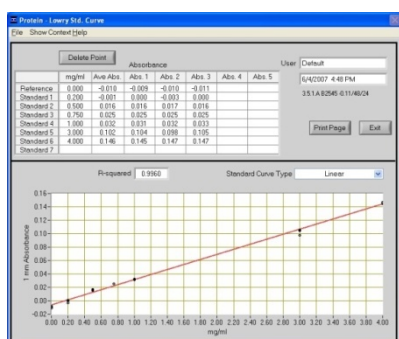 Protein - Lowry Std. Curve
File Show Context Help
Delete Point
Absorbance
User Default
6/4/2007 4:48 PM
3.5.1.A B2545 -0.11/40/24
mg/ml Ave Abs. Abs. 1 Abs. 2 Abs. 3 Abs. 4 Abs. 5
Reference 0.000 -0.010 -0.009 -0.010 -0.011
Standard 1 0.200 -0.001 0.000 -0.003 0.000
Standard 2 0.500 0.016 0.016 0.017 0.016
Standard 3 0.750 0.025 0.025 0.025 0.025
Standard 4 1.000 0.032 0.031 0.032 0.033
Standard 5 3.000 0.102 0.104 0.098 0.105
Standard 6 4.000 0.146 0.145 0.147 0.147
Standard 7
Print Page Exit
R-squared 0.9960 Standard Curve Type Linear
0.16
0.14
0.12
0.10
0.08
0.06
0.04
0.02
0.00
-0.02
1 mm Absorbance
0.00 0.20 0.40 0.60 0.80 1.00 1.20 1.40 1.60 1.80 2.00 2.20 2.40 2.60 2.80 3.00 3.20 3.40 3.60 3.80 4.00
mg/ml